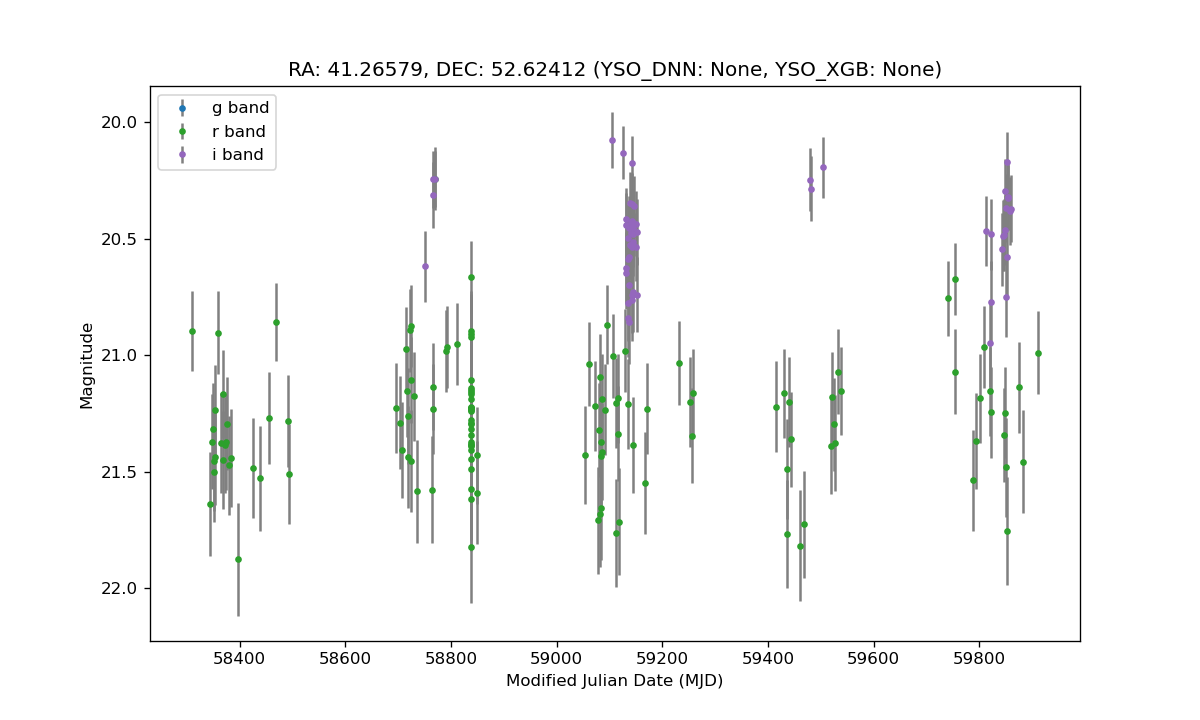 RA: 41.26579, DEC: 52.62412 (YSO_DNN: None, YSO_XGB: None)
g band
r band
i band
20.0
20.5
21.0
21.5
22.0
Magnitude
58400 58600 58800 59000 59200 59400 59600 59800
Modified Julian Date (MJD)